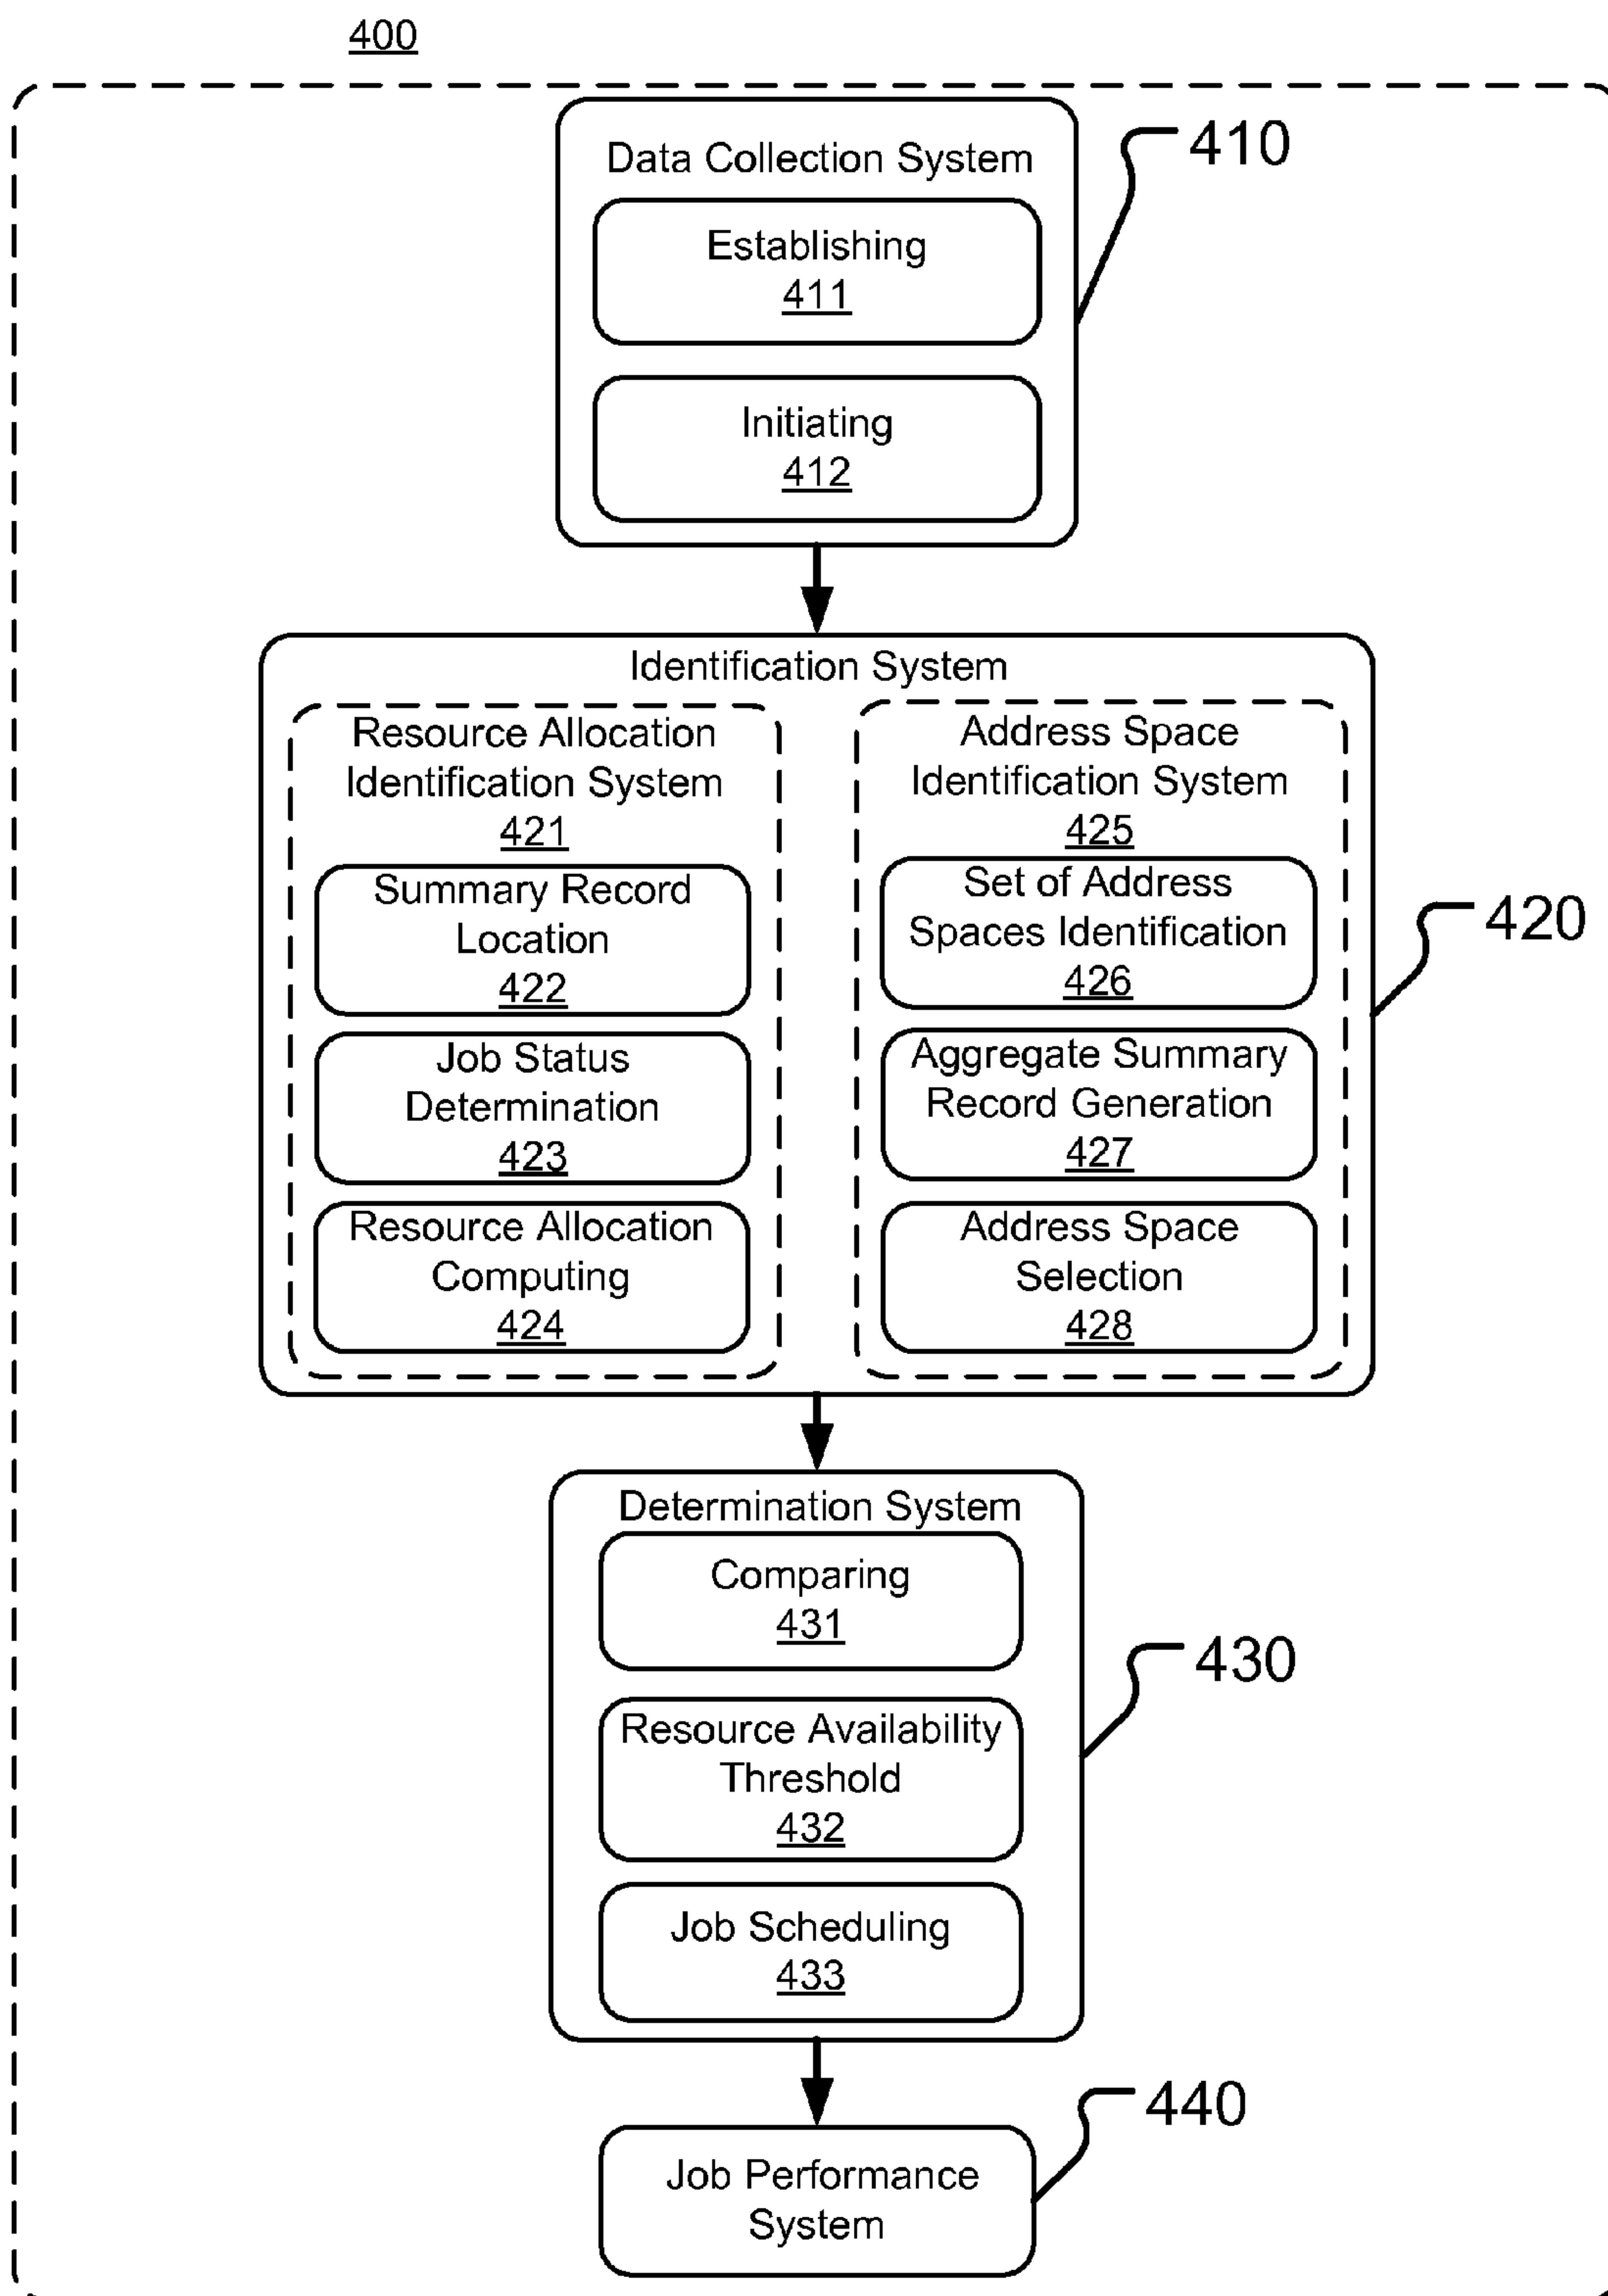 400
Data Collection System
410
Establishing
411
Initiating
412
Identification System
Resource Allocation
Identification System
421
Summary Record
Location
422
Job Status
Determination
423
Resource Allocation
Computing
424
Address Space
Identification System
425
Set of Address
Spaces Identification
426
Aggregate Summary
Record Generation
427
Address Space
Selection
428
420
Determination System
Comparing
431
Resource Availability
Threshold
432
Job Scheduling
433
430
Job Performance
System
440